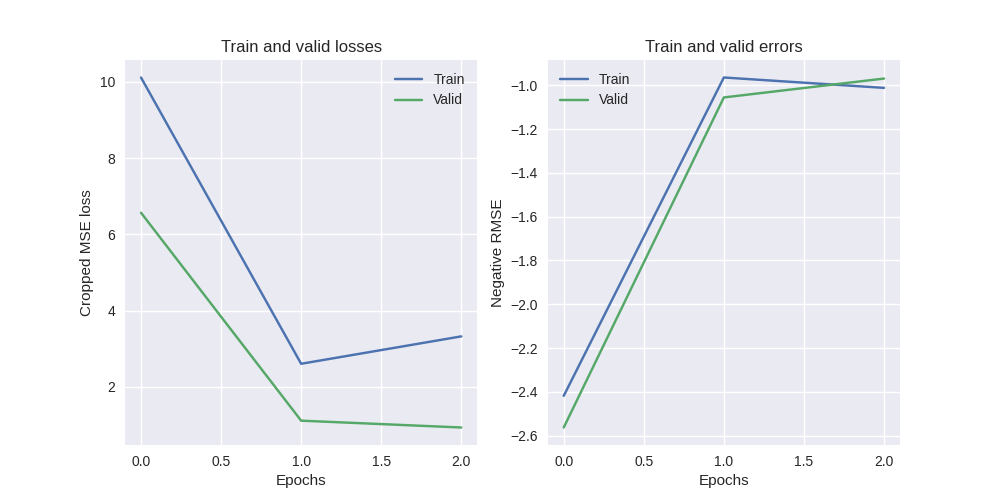 Train and valid losses
Train
Valid
10
8
6
4
2
Cropped MSE loss
0.0 0.5 1.0 1.5 2.0
Epochs
Train and valid errors
Train
Valid
−1.0
−1.2
−1.4
−1.6
−1.8
−2.0
−2.2
−2.4
−2.6
Negative RMSE
0.0 0.5 1.0 1.5 2.0
Epochs